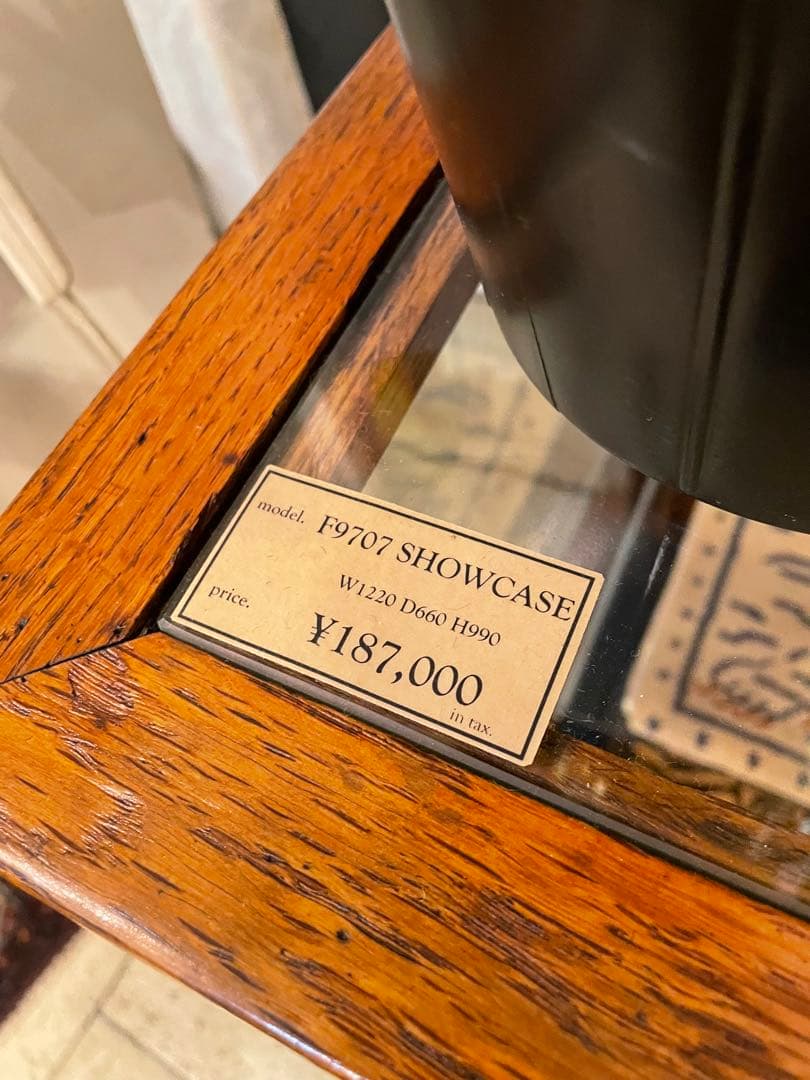 model. F9707 SHOWCASE
W1220 D660 H990
price. ¥187,000
in tax.